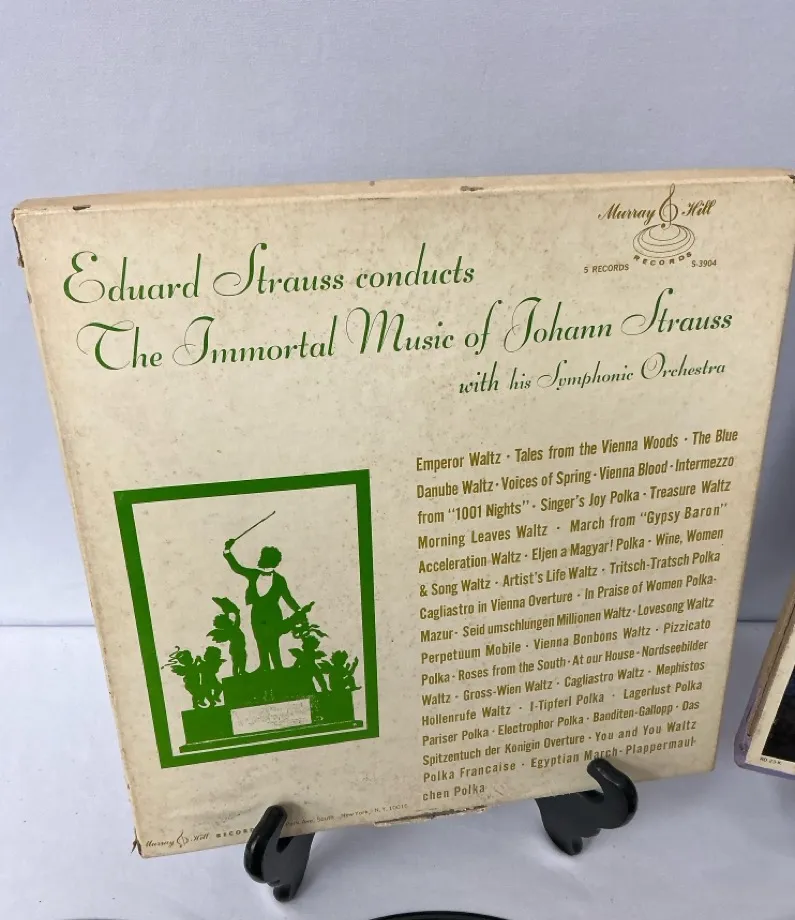 Murray Hill
RECORDS
5 RECORDS S-3904
Eduard Strauss conducts
The Immortal Music of Johann Strauss
with his Symphonic Orchestra
Emperor Waltz · Tales from the Vienna Woods · The Blue
Danube Waltz · Voices of Spring · Vienna Blood · Intermezzo
from "1001 Nights" · Singer's Joy Polka · Treasure Waltz
Morning Leaves Waltz · March from "Gypsy Baron"
Acceleration Waltz · Eljen a Magyar! Polka · Wine, Women
& Song Waltz · Artist's Life Waltz · Tritsch-Tratsch Polka
Cagliastro in Vienna Overture · In Praise of Women Polka-
Mazur · Seid umschlungen Millionen Waltz · Lovesong Waltz
Perpetuum Mobile · Vienna Bonbons Waltz · Pizzicato
Polka · Roses from the South · At our House · Nordseebilder
Waltz · Gross-Wien Waltz · Cagliastro Waltz · Mephistos
Hollenrufe Waltz · I-Tipferl Polka · Lagerlust Polka
Pariser Polka · Electrophor Polka · Banditen-Gallopp · Das
Spitzentuch der Konigin Overture · You and You Waltz
Polka Francaise · Egyptian March · Plappermaul-
chen Polka
Murray Hill RECORDS South New York, N.Y.